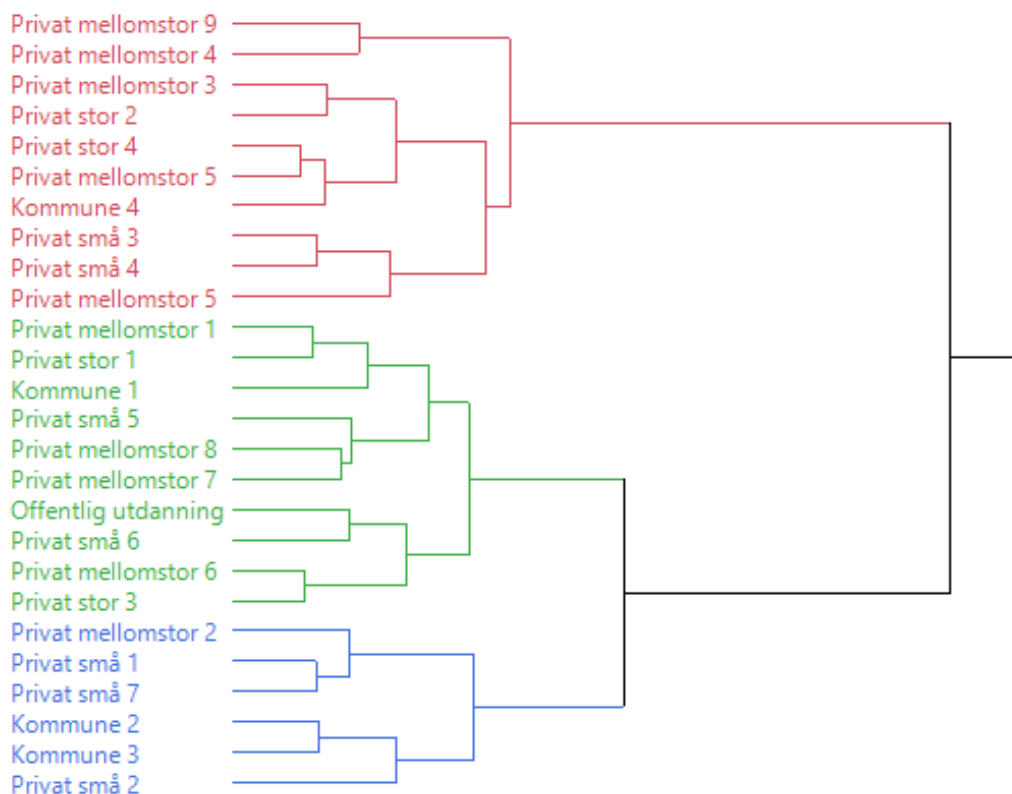 Privat mellomstor 9
Privat mellomstor 4
Privat mellomstor 3
Privat stor 2
Privat stor 4
Privat mellomstor 5
Kommune 4
Privat små 3
Privat små 4
Privat mellomstor 5
Privat mellomstor 1
Privat stor 1
Kommune 1
Privat små 5
Privat mellomstor 8
Privat mellomstor 7
Offentlig utdanning
Privat små 6
Privat mellomstor 6
Privat stor 3
Privat mellomstor 2
Privat små 1
Privat små 7
Kommune 2
Kommune 3
Privat små 2